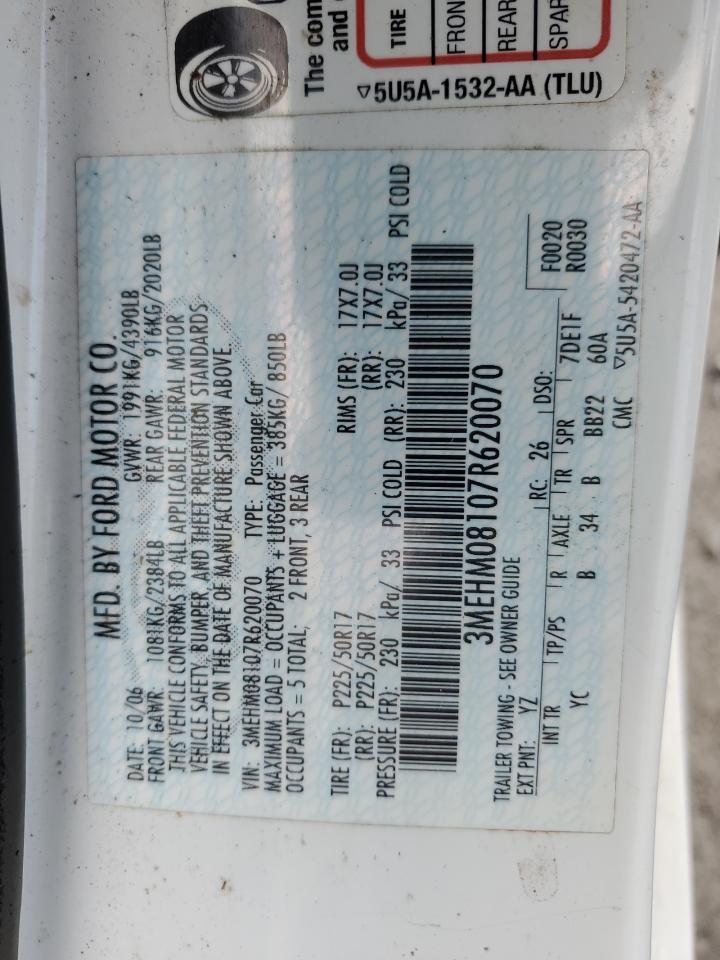 The com
and
TIRE
FRON
REAR
SPAR
5U5A-1532-AA (TLU)
MFD. BY FORD MOTOR CO.
DATE: 10/06 GVWR: 1991KG/4390LB
FRONT GAWR: 1081KG/2384LB REAR GAWR: 916KG/2020LB
THIS VEHICLE CONFORMS TO ALL APPLICABLE FEDERAL MOTOR
VEHICLE SAFETY, BUMPER, AND THEFT PREVENTION STANDARDS
IN EFFECT ON THE DATE OF MANUFACTURE SHOWN ABOVE.
VIN: 3MEHM08107R620070 TYPE: Passenger Car
MAXIMUM LOAD = OCCUPANTS + LUGGAGE = 385KG/ 850LB
OCCUPANTS = 5 TOTAL; 2 FRONT, 3 REAR
TIRE (FR): P225/50R17 RIMS (FR): 17X7.0J
(RR): P225/50R17 (RR): 17X7.0J
PRESSURE (FR): 230 kPa/ 33 PSI COLD (RR): 230 kPa/ 33 PSI COLD
3MEHM08107R620070
TRAILER TOWING - SEE OWNER GUIDE
EXT PNT: YZ RC: 26 DSO: F0020
R0030
INT TR TP/PS R AXLE TR SPR 7DE1F
YC B 34 B BB22 60A
CMC 5U5A-5420472-AA